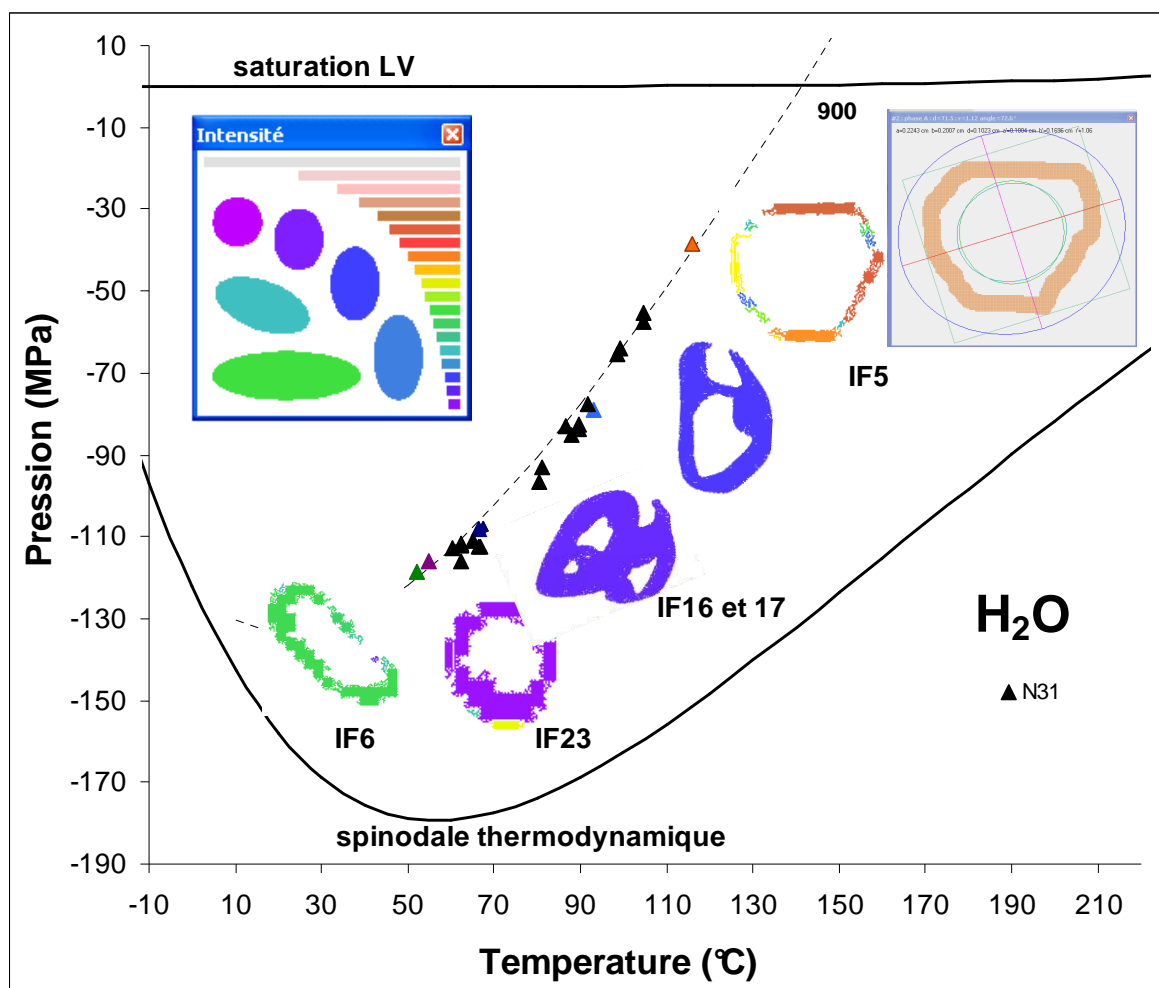 10
saturation LV
-10
900
Intensité
-30
-50
-70
IF5
-90
-110
IF16 et 17
H₂O
-130
N31
-150
IF6
IF23
-170
spinodale thermodynamique
-190
-10 10 30 50 70 90 110 130 150 170 190 210
Pression (MPa)
Temperature (°C)